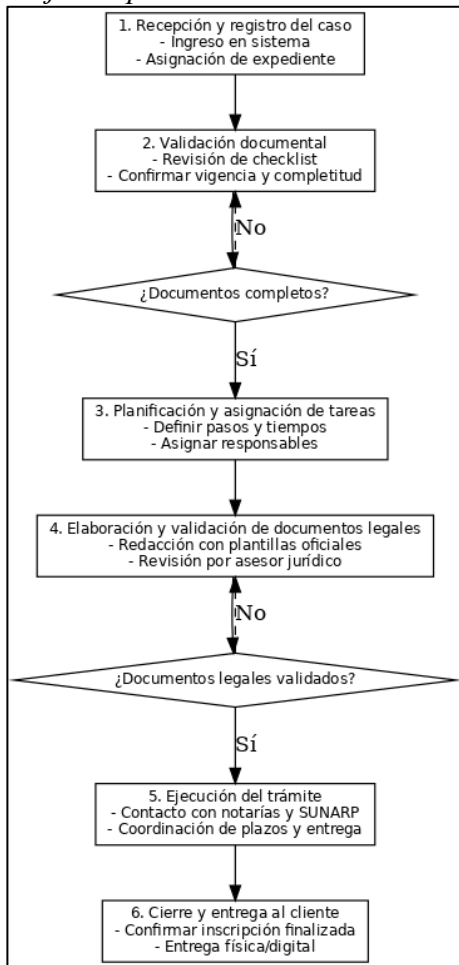 1. Recepción y registro del caso
- Ingreso en sistema
- Asignación de expediente
2. Validación documental
- Revisión de checklist
- Confirmar vigencia y completitud
No
¿Documentos completos?
Sí
3. Planificación y asignación de tareas
- Definir pasos y tiempos
- Asignar responsables
4. Elaboración y validación de documentos legales
- Redacción con plantillas oficiales
- Revisión por asesor jurídico
No
¿Documentos legales validados?
Sí
5. Ejecución del trámite
- Contacto con notarías y SUNARP
- Coordinación de plazos y entrega
6. Cierre y entrega al cliente
- Confirmar inscripción finalizada
- Entrega física/digital